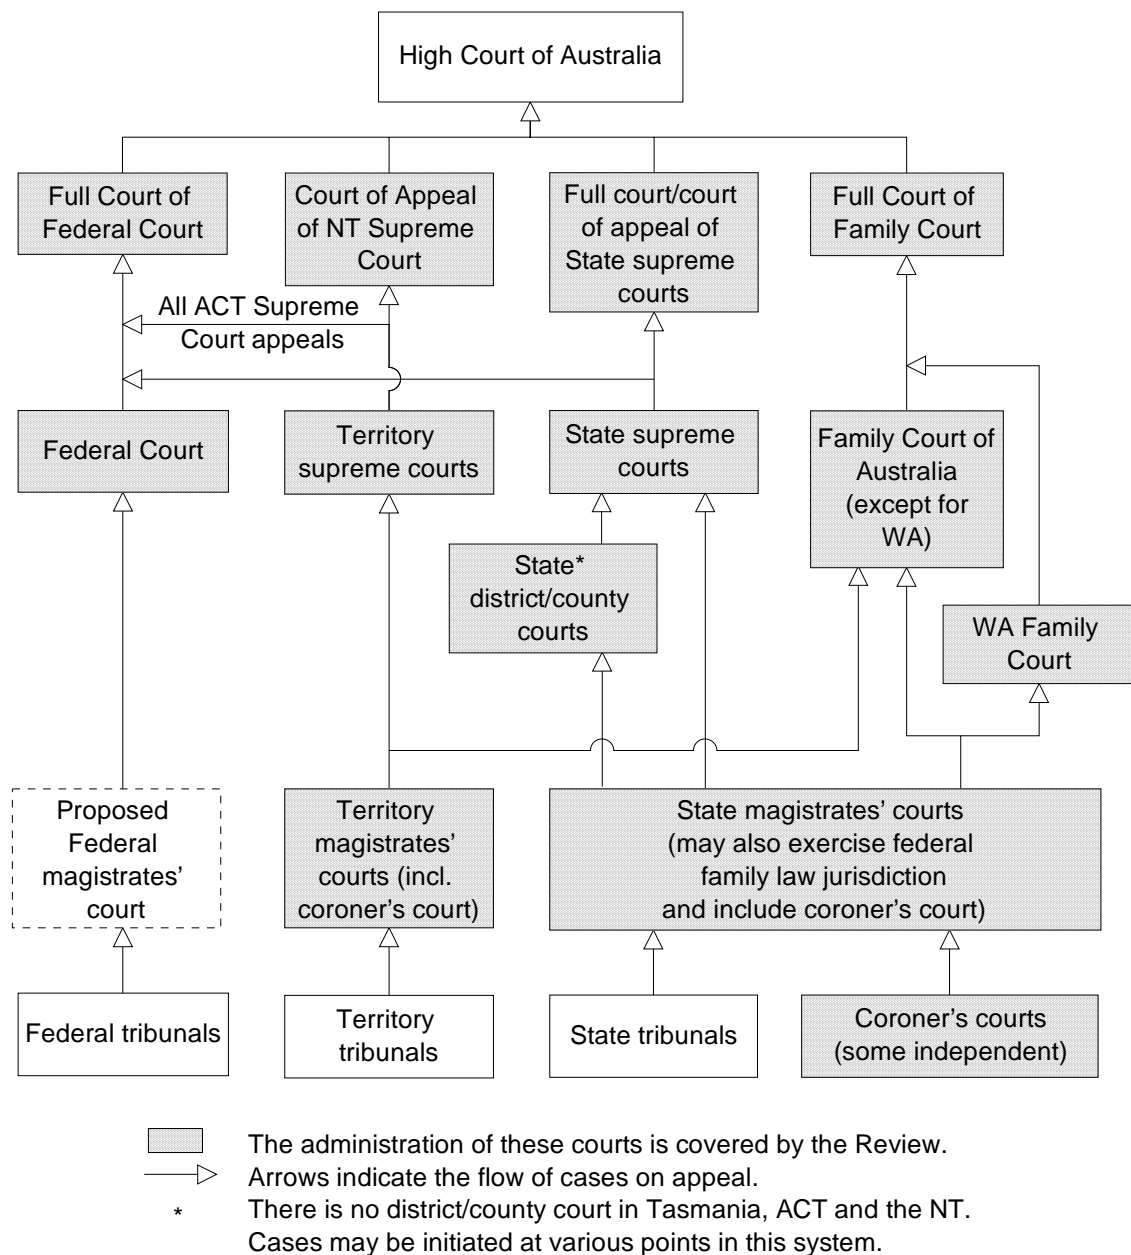 High Court of Australia
Full Court of
Federal Court
Court of Appeal
of NT Supreme
Court
Full court/court
of appeal of
State supreme
courts
Full Court of
Family Court
All ACT Supreme
Court appeals
Federal Court
Territory
supreme courts
State supreme
courts
Family Court of
Australia
(except for
WA)
State*
district/county
courts
WA Family
Court
Proposed
Federal
magistrates'
court
Territory
magistrates'
courts (incl.
coroner's court)
State magistrates' courts
(may also exercise federal
family law jurisdiction
and include coroner's court)
Federal tribunals
Territory
tribunals
State tribunals
Coroner's courts
(some independent)
The administration of these courts is covered by the Review.
Arrows indicate the flow of cases on appeal.
* There is no district/county court in Tasmania, ACT and the NT.
Cases may be initiated at various points in this system.